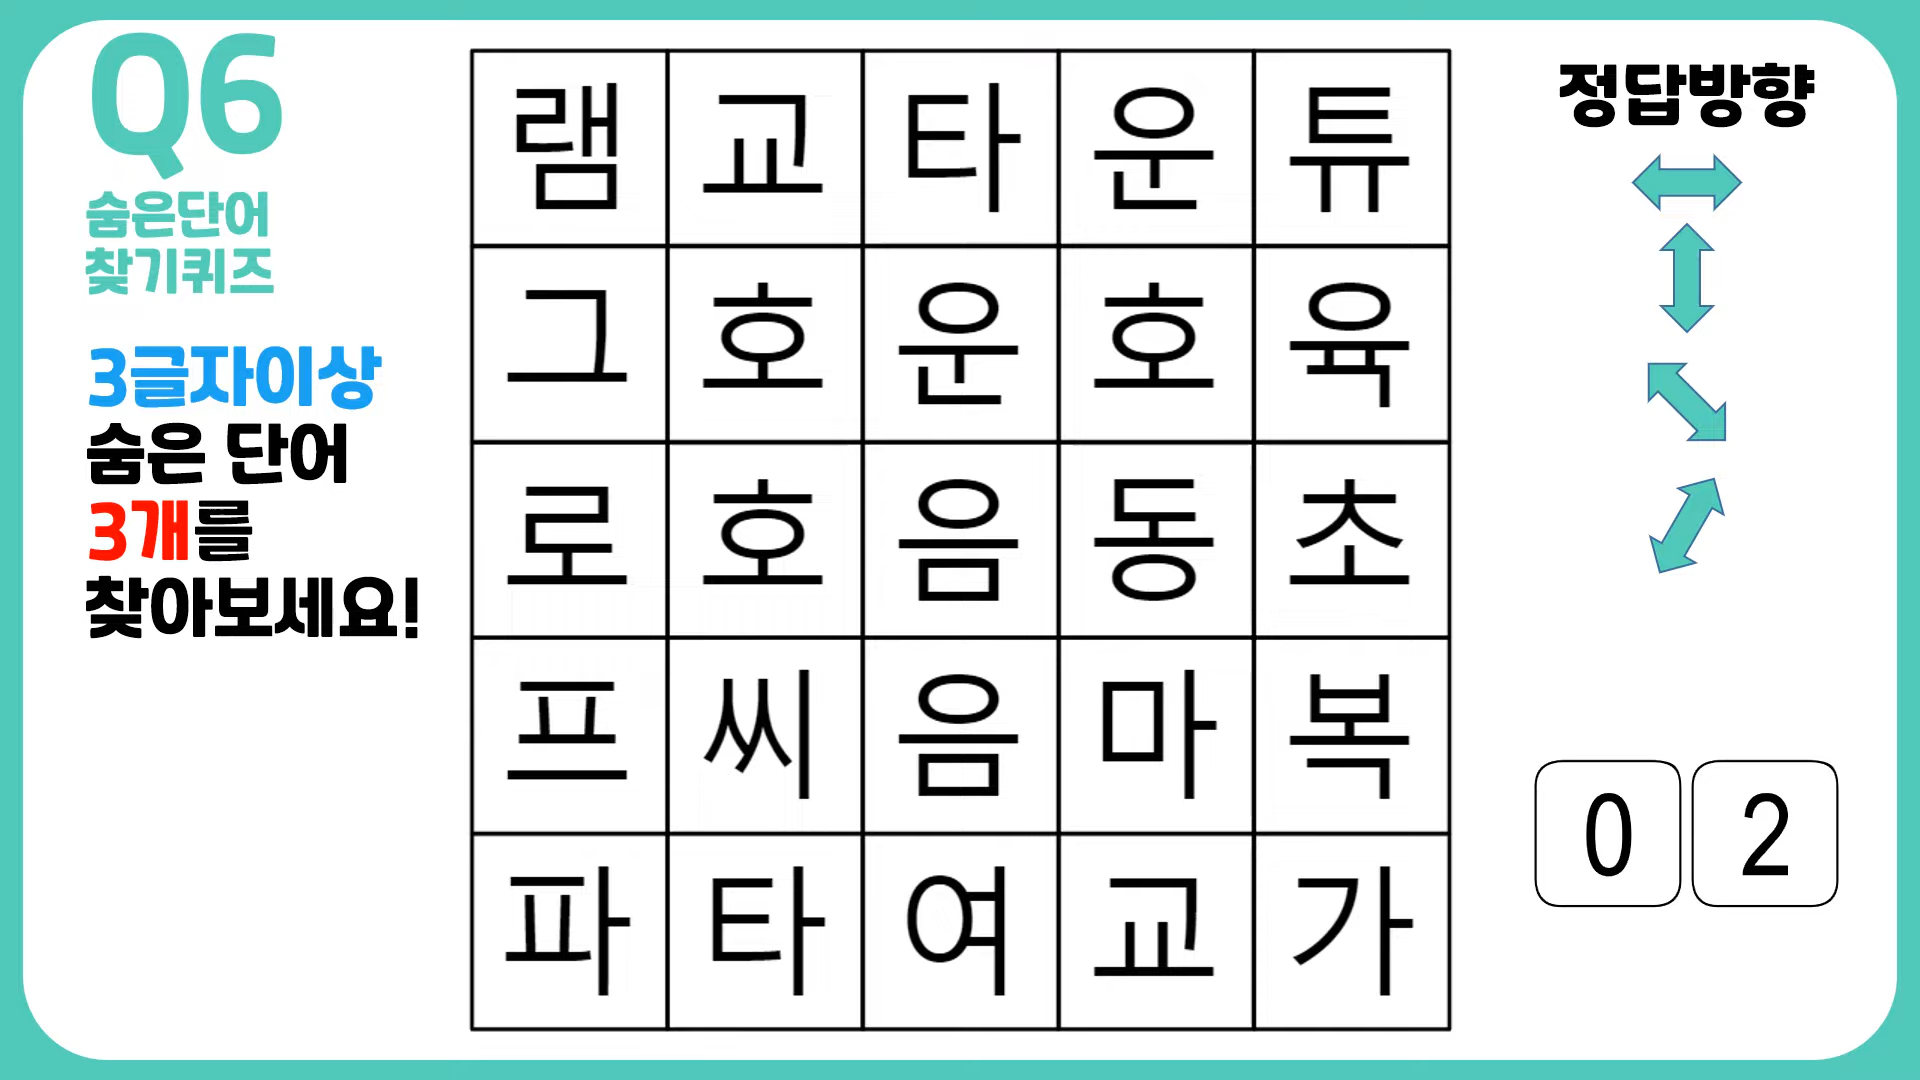 Q6
숨은단어
찾기퀴즈
3글자이상
숨은 단어
3개를
찾아보세요!
램 교 타 운 튜
그 호 운 호 육
로 호 음 동 초
프 씨 음 마 복
파 타 여 교 가
정답방향
0 2